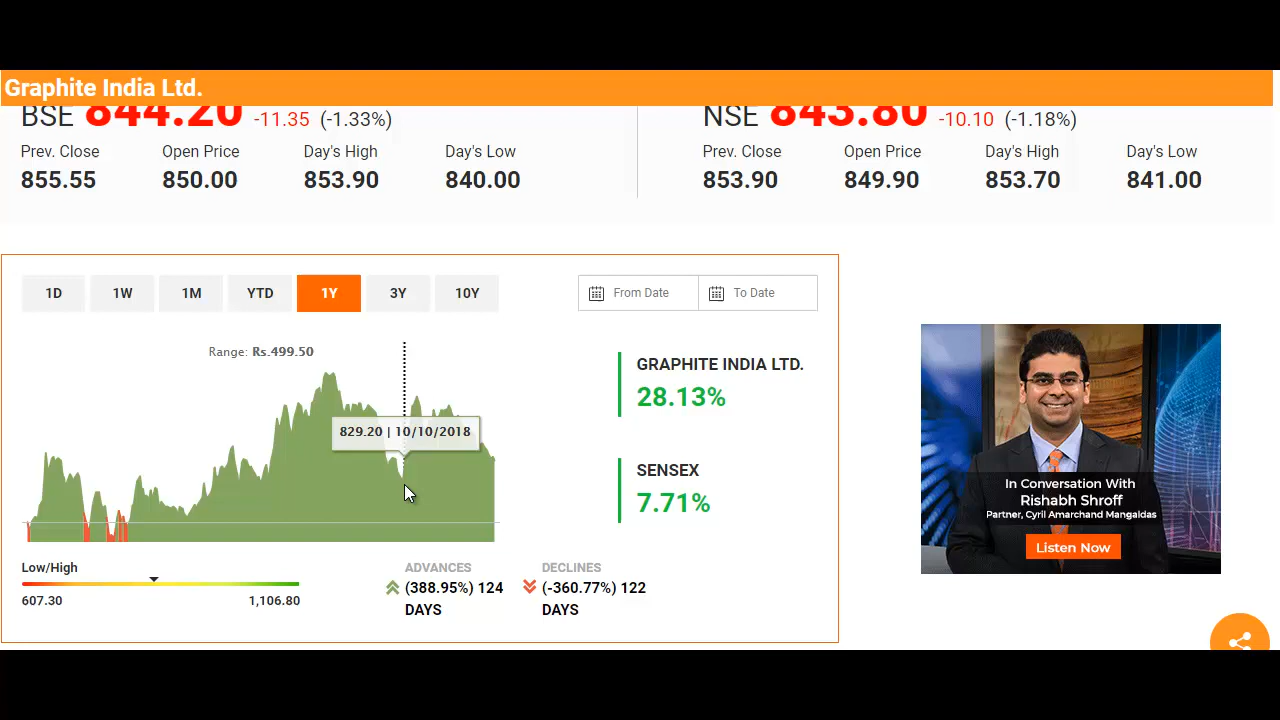 Graphite India Ltd.
BSE 844.20 -11.35 (-1.33%)
NSE 843.80 -10.10 (-1.18%)
Prev. Close Open Price Day's High Day's Low
855.55 850.00 853.90 840.00
Prev. Close Open Price Day's High Day's Low
853.90 849.90 853.70 841.00
1D 1W 1M YTD 1Y 3Y 10Y
From Date To Date
Range: Rs.499.50
829.20 | 10/10/2018
GRAPHITE INDIA LTD.
28.13%
SENSEX
7.71%
Low/High
607.30 1,106.80
ADVANCES
(388.95%) 124
DAYS
DECLINES
(-360.77%) 122
DAYS
In Conversation With
Rishabh Shroff
Partner, Cyril Amarchand Mangaldas
Listen Now